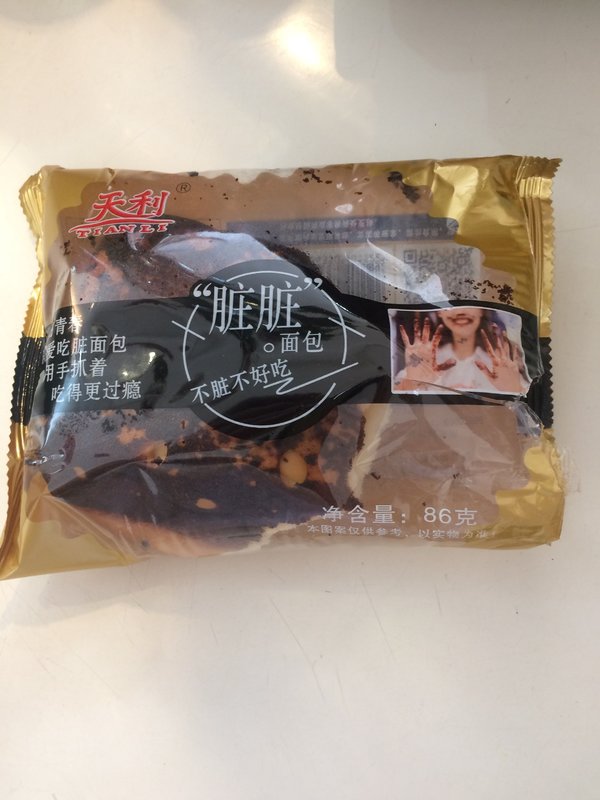 天利®
TIANLI
青春
爱吃脏面包
用手抓着
吃得更过瘾
“脏脏”
面包
不脏不好吃
净含量：86克
本图案仅供参考，以实物为准